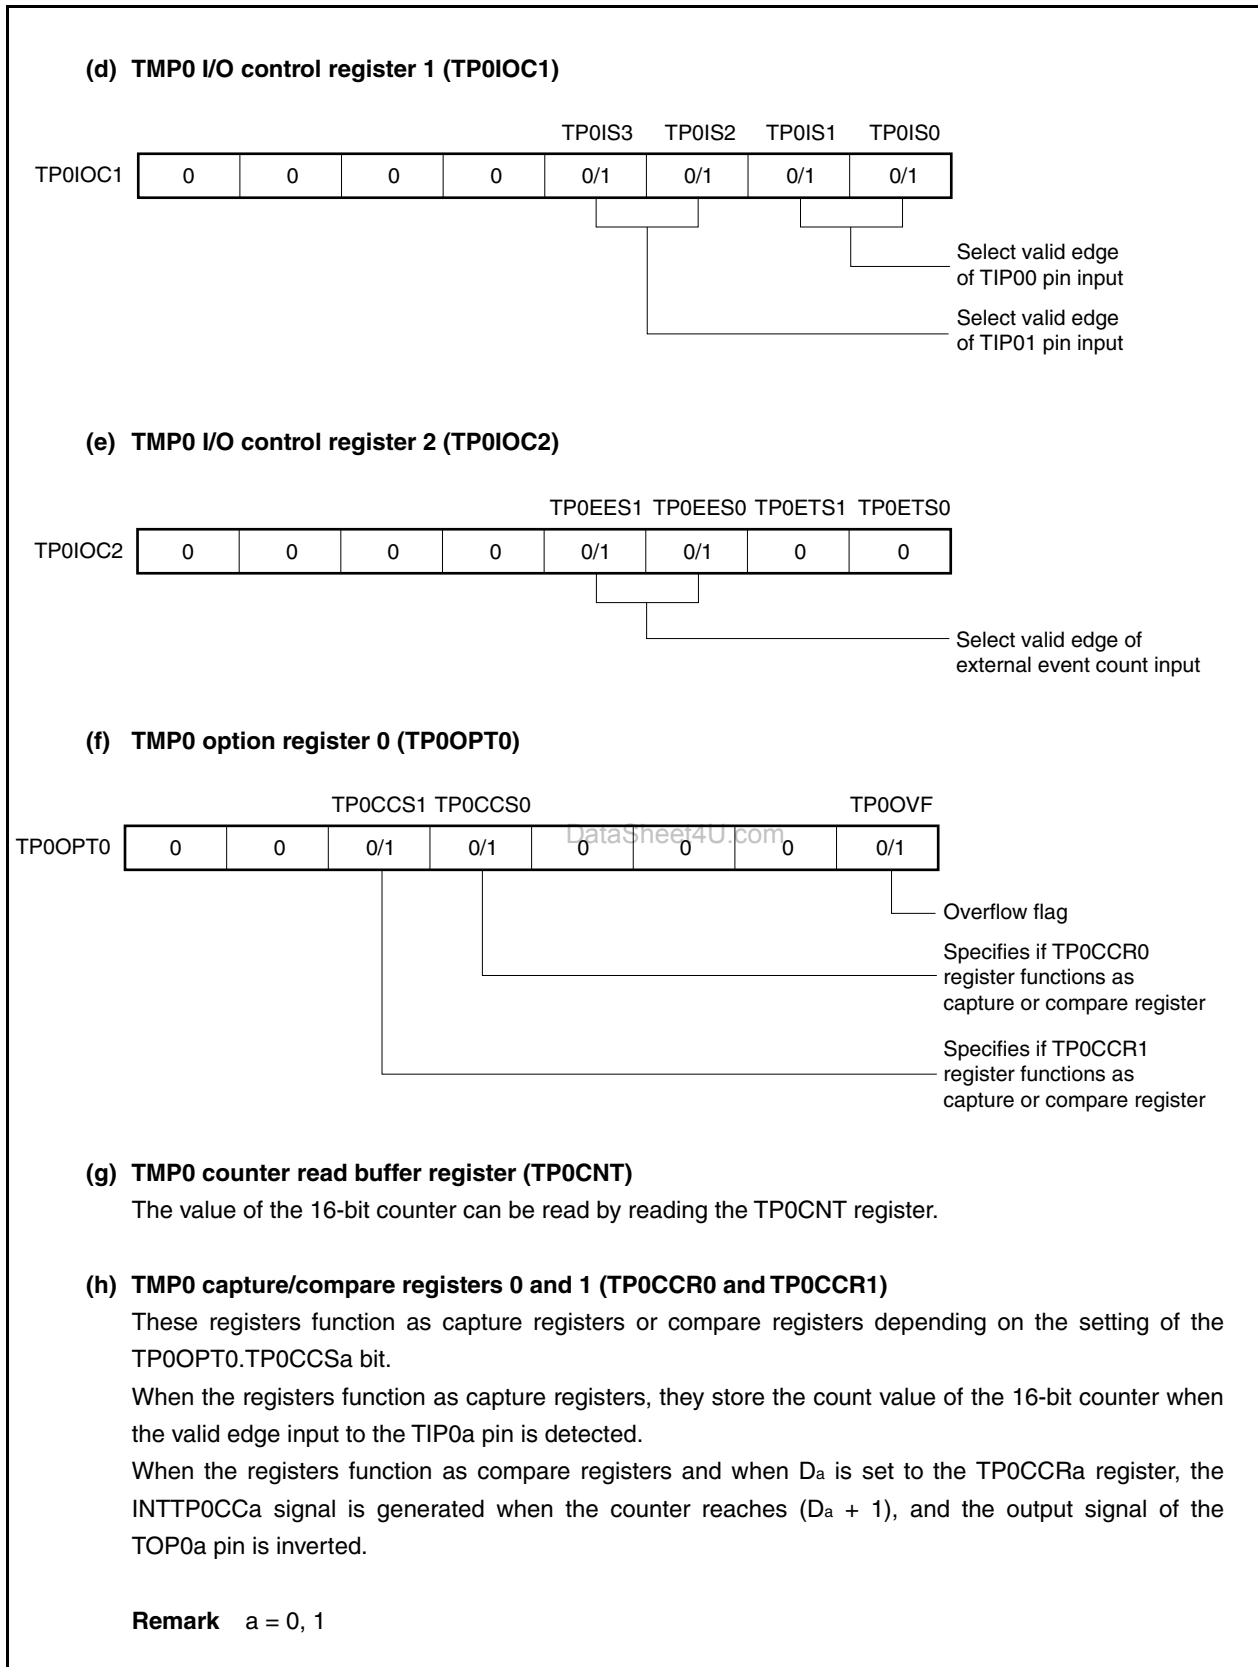 (d) TMP0 I/O control register 1 (TP0IOC1)
TP0IS3 TP0IS2 TP0IS1 TP0IS0
TP0IOC1 0 0 0 0 0/1 0/1 0/1 0/1
Select valid edge
of TIP00 pin input
Select valid edge
of TIP01 pin input
(e) TMP0 I/O control register 2 (TP0IOC2)
TP0EES1 TP0EES0 TP0ETS1 TP0ETS0
TP0IOC2 0 0 0 0 0/1 0/1 0 0
Select valid edge of
external event count input
(f) TMP0 option register 0 (TP0OPT0)
TP0CCS1 TP0CCS0 TP0OVF
DataSheet4U.com
TP0OPT0 0 0 0/1 0/1 0 0 0 0/1
Overflow flag
Specifies if TP0CCR0
register functions as
capture or compare register
Specifies if TP0CCR1
register functions as
capture or compare register
(g) TMP0 counter read buffer register (TP0CNT)
The value of the 16-bit counter can be read by reading the TP0CNT register.
(h) TMP0 capture/compare registers 0 and 1 (TP0CCR0 and TP0CCR1)
These registers function as capture registers or compare registers depending on the setting of the
TP0OPT0.TP0CCSa bit.
When the registers function as capture registers, they store the count value of the 16-bit counter when
the valid edge input to the TIP0a pin is detected.
When the registers function as compare registers and when Da is set to the TP0CCRa register, the
INTTP0CCa signal is generated when the counter reaches (Da + 1), and the output signal of the
TOP0a pin is inverted.
Remark a = 0, 1